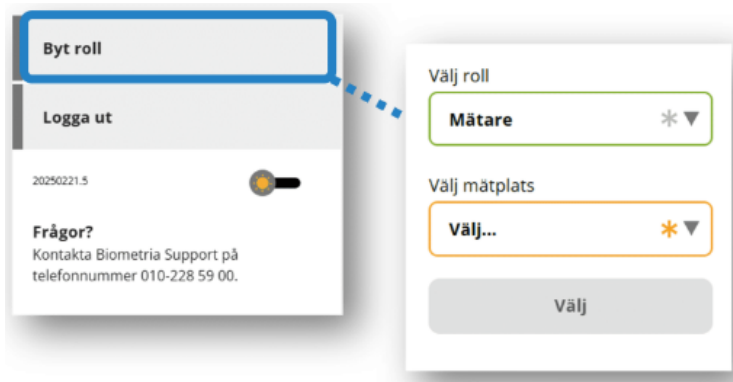 Byt roll
Logga ut
20250221.5
Frågor?
Kontakta Biometria Support på
telefonnummer 010-228 59 00.
Välj roll
Mätare
Välj mätplats
Välj...
Välj